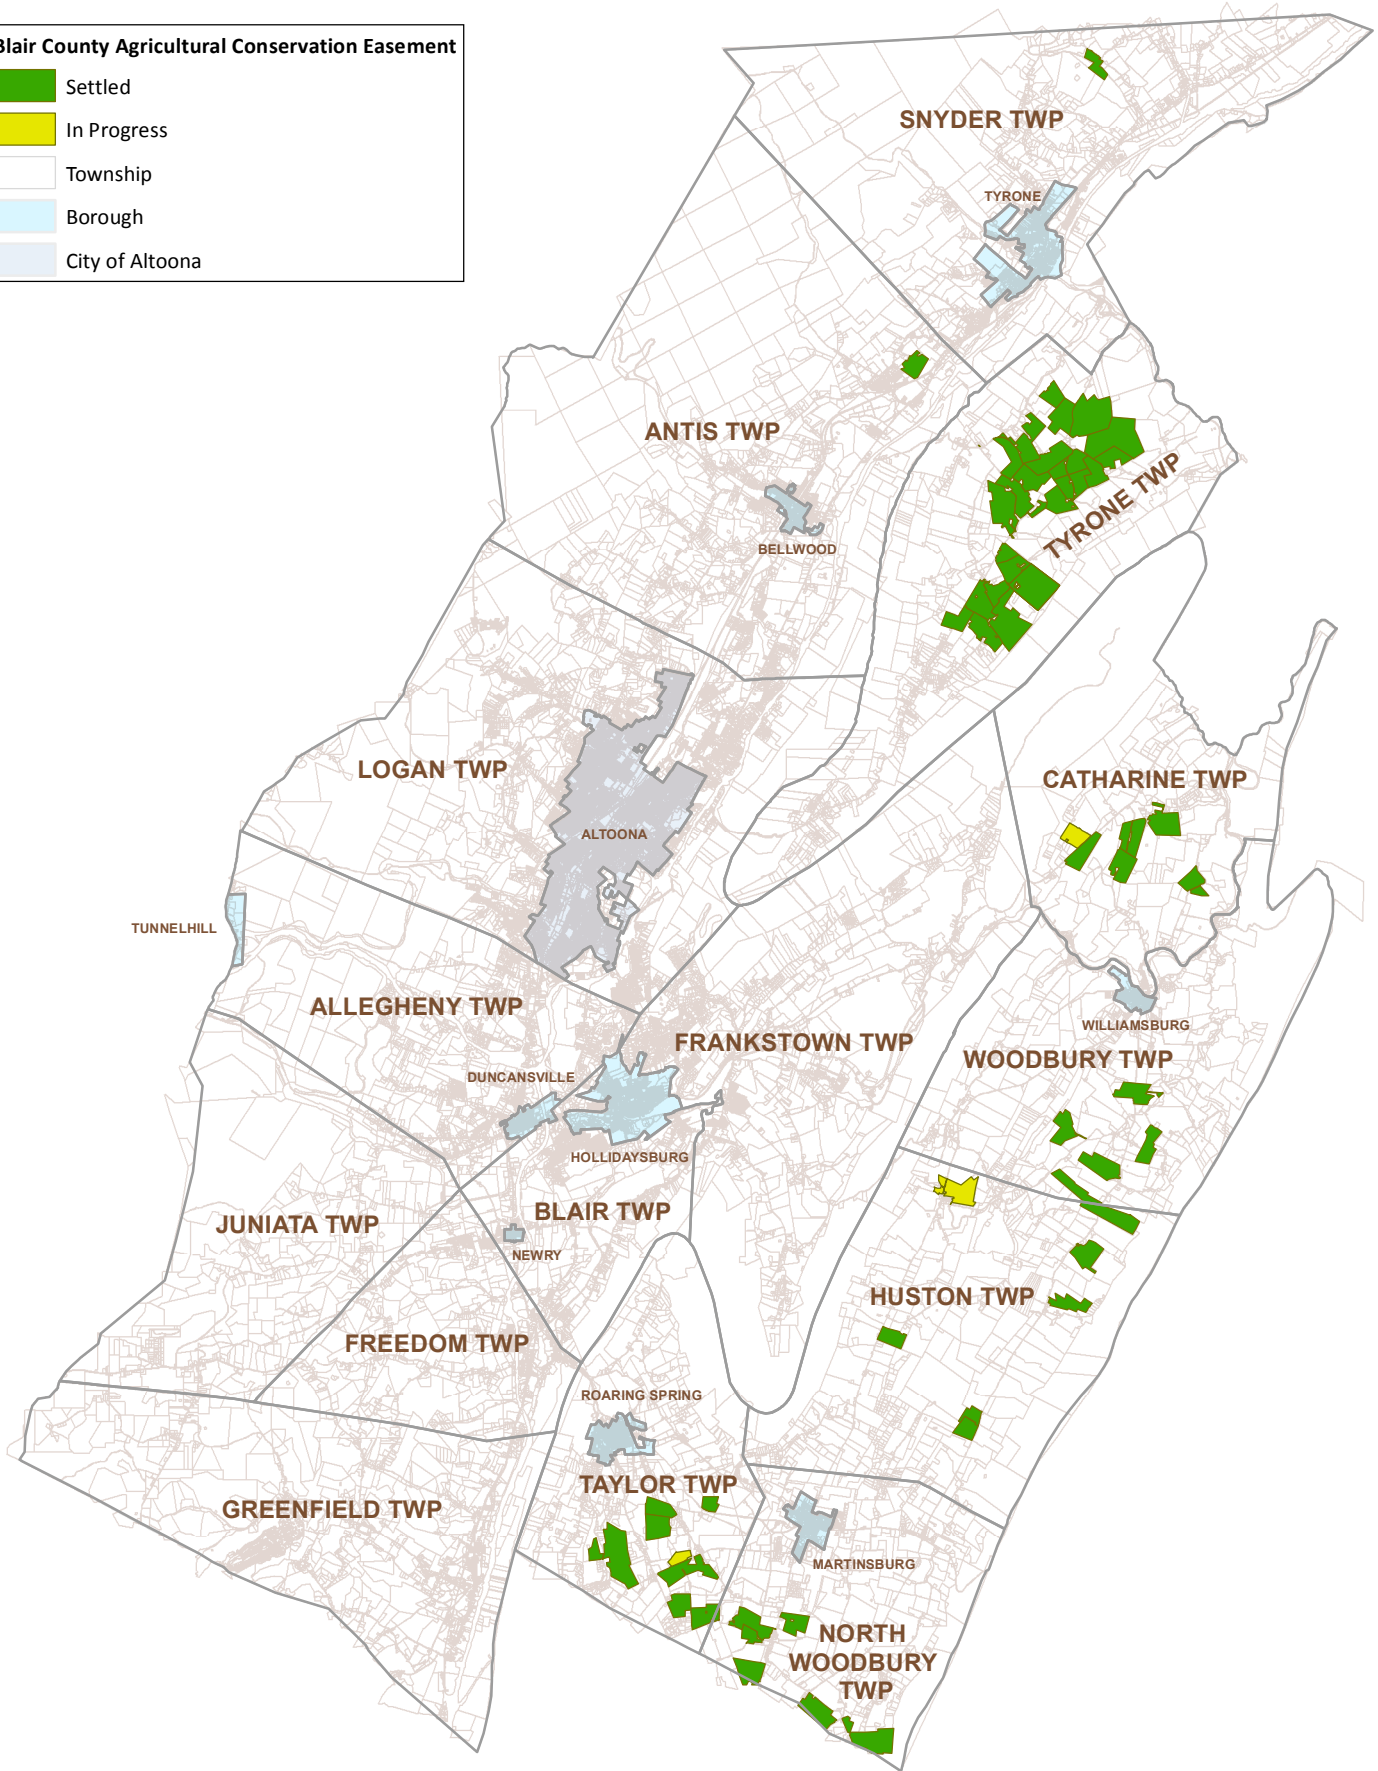 Blair County Agricultural Conservation Easement
Settled
In Progress
Township
Borough
City of Altoona
SNYDER TWP
TYRONE
ANTIS TWP
TYRONE TWP
BELLWOOD
LOGAN TWP
CATHARINE TWP
ALTOONA
TUNNELHILL
ALLEGHENY TWP
WILLIAMSBURG
FRANKSTOWN TWP
WOODBURY TWP
DUNCANSVILLE
HOLLIDAYSBURG
BLAIR TWP
JUNIATA TWP
NEWRY
HUSTON TWP
FREEDOM TWP
ROARING SPRING
TAYLOR TWP
GREENFIELD TWP
MARTINSBURG
NORTH
WOODBURY
TWP